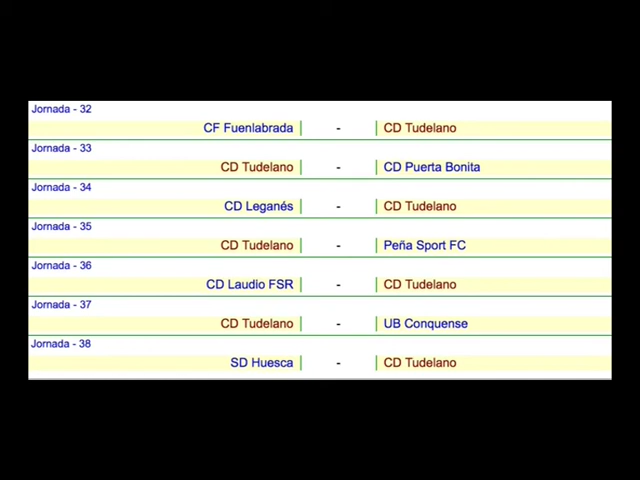 Jornada - 32
CF Fuenlabrada - CD Tudelano
Jornada - 33
CD Tudelano - CD Puerta Bonita
Jornada - 34
CD Leganés - CD Tudelano
Jornada - 35
CD Tudelano - Peña Sport FC
Jornada - 36
CD Laudio FSR - CD Tudelano
Jornada - 37
CD Tudelano - UB Conquense
Jornada - 38
SD Huesca - CD Tudelano